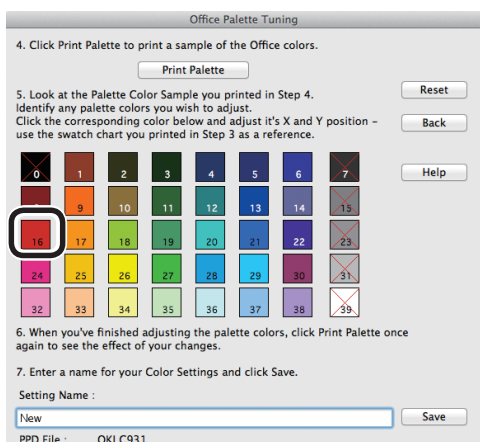 Office Palette Tuning
4. Click Print Palette to print a sample of the Office colors.
Print Palette
5. Look at the Palette Color Sample you printed in Step 4.
Identify any palette colors you wish to adjust.
Click the corresponding color below and adjust it's X and Y position –
use the swatch chart you printed in Step 3 as a reference.
Reset
Back
Help
0 1 2 3 4 5 6 7
9 10 11 12 13 14 15
16 17 18 19 20 21 22 23
24 25 26 27 28 29 30 31
32 33 34 35 36 37 38 39
6. When you've finished adjusting the palette colors, click Print Palette once
again to see the effect of your changes.
7. Enter a name for your Color Settings and click Save.
Setting Name :
New
Save
PPD File : OKLC931